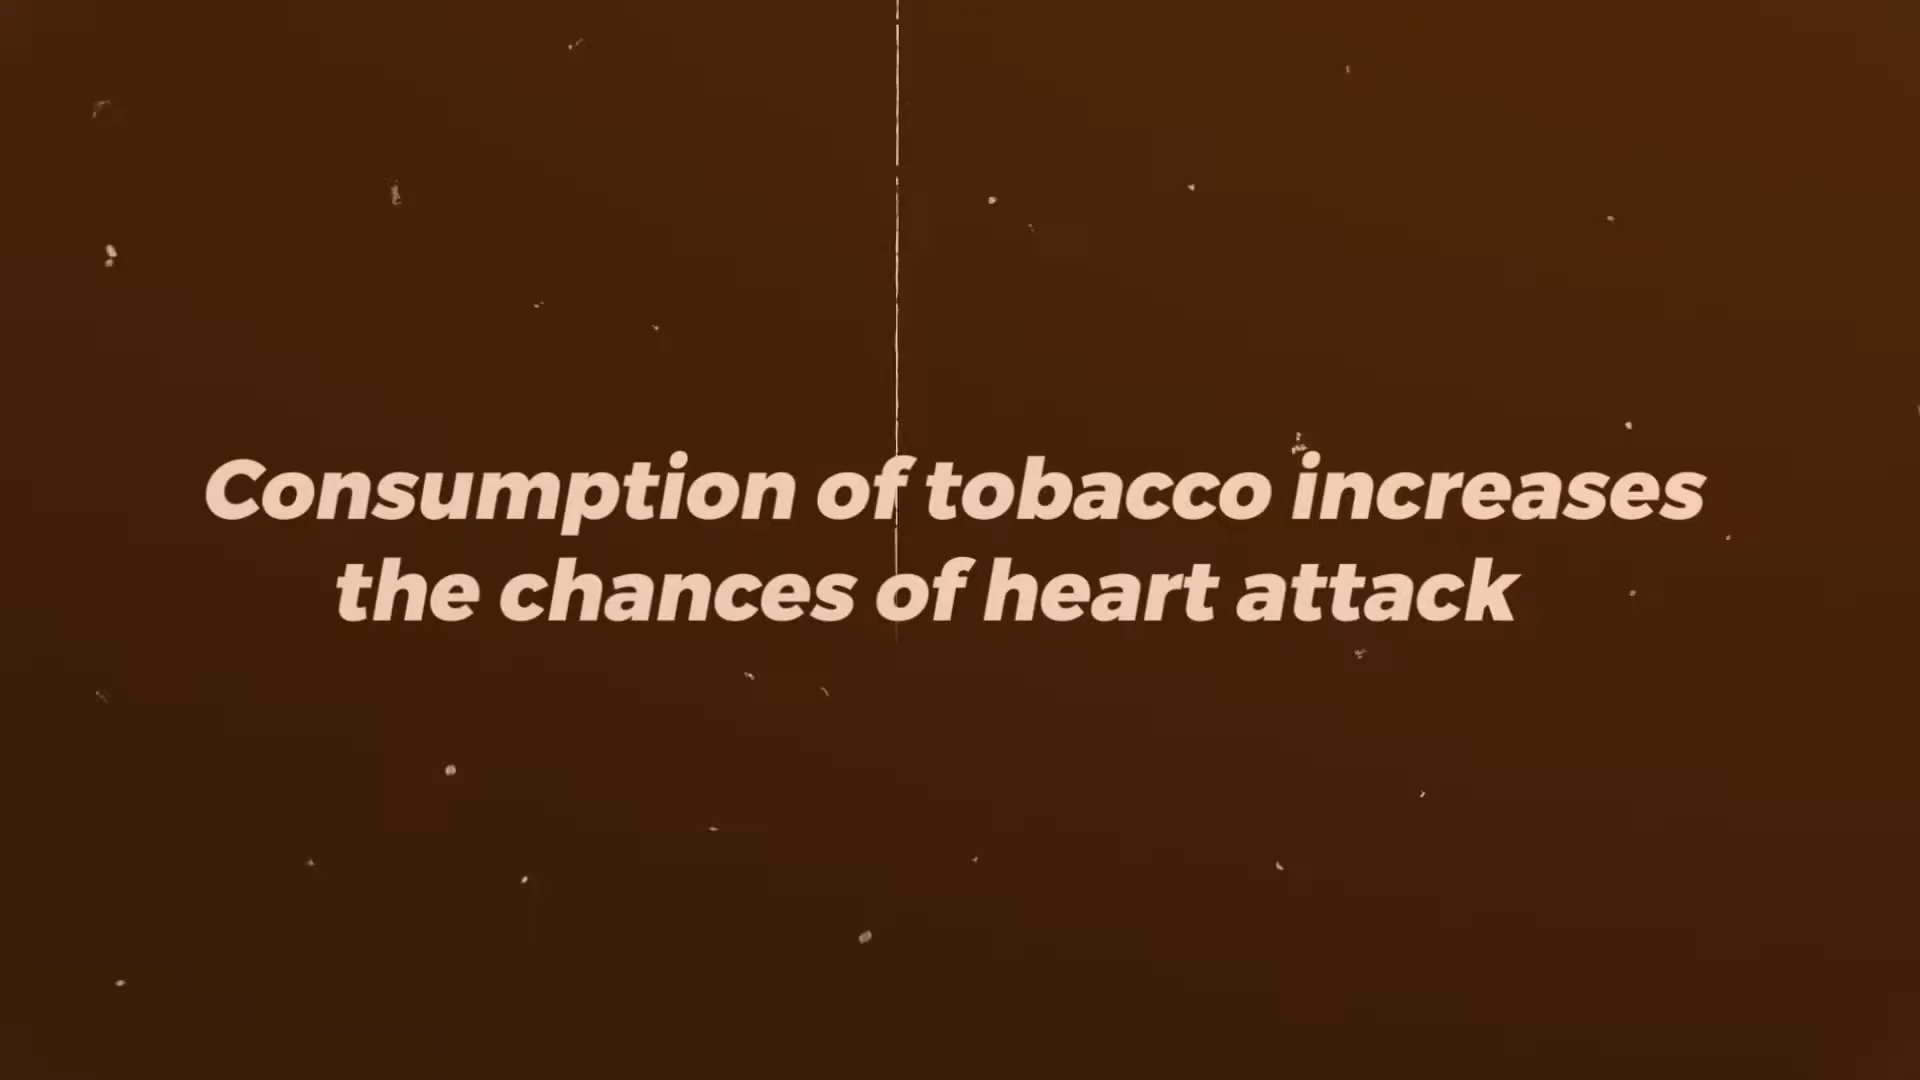 Consumption of tobacco increases
the chances of heart attack